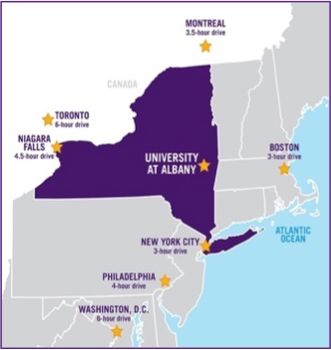 MONTREAL
3.5-hour drive
CANADA
TORONTO
6-hour drive
NIAGARA
FALLS
4.5-hour drive
UNIVERSITY
AT ALBANY
BOSTON
3-hour drive
ATLANTIC
OCEAN
NEW YORK CITY
3-hour drive
PHILADELPHIA
4-hour drive
WASHINGTON, D.C.
6-hour drive